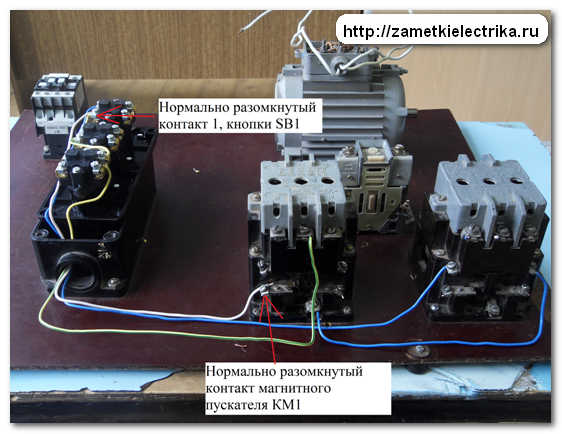 http://zametkielectrika.ru
Нормально разомкнутый
контакт 1, кнопки SB1
Нормально разомкнутый
контакт магнитного
пускателя КМ1